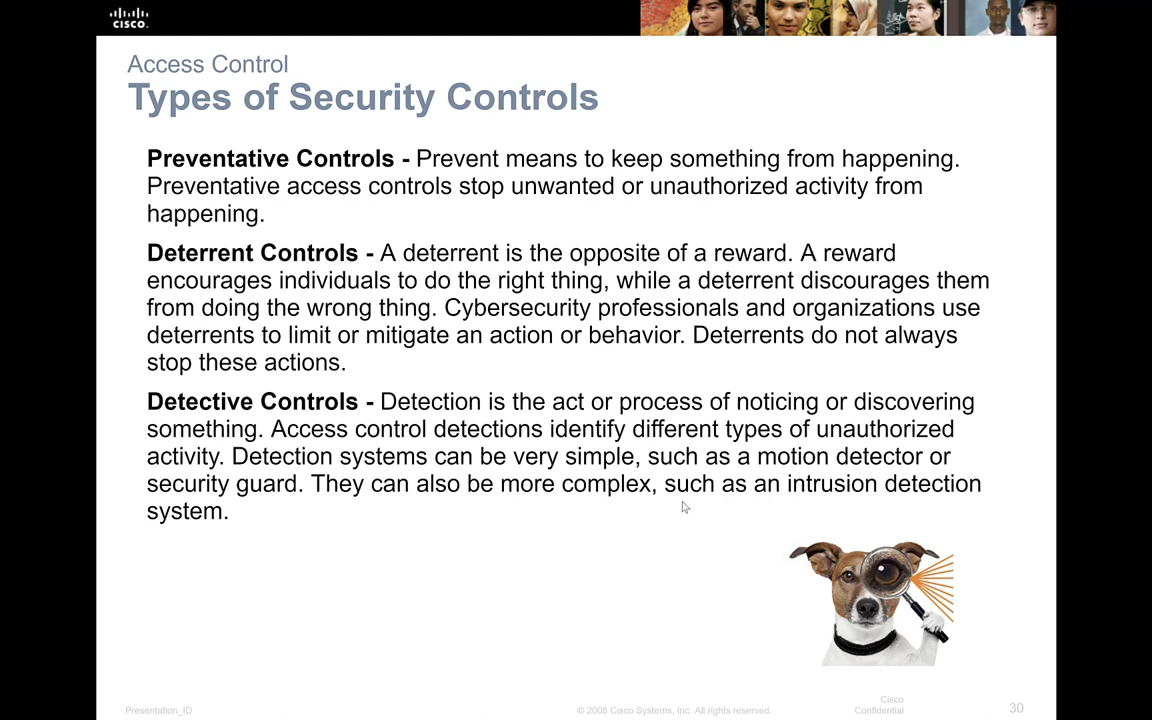 CISCO.
Access Control
Types of Security Controls
Preventative Controls - Prevent means to keep something from happening.
Preventative access controls stop unwanted or unauthorized activity from
happening.
Deterrent Controls - A deterrent is the opposite of a reward. A reward
encourages individuals to do the right thing, while a deterrent discourages them
from doing the wrong thing. Cybersecurity professionals and organizations use
deterrents to limit or mitigate an action or behavior. Deterrents do not always
stop these actions.
Detective Controls - Detection is the act or process of noticing or discovering
something. Access control detections identify different types of unauthorized
activity. Detection systems can be very simple, such as a motion detector or
security guard. They can also be more complex, such as an intrusion detection
system.
Presentation_ID
© 2008 Cisco Systems, Inc. All rights reserved.
Cisco
Confidential
30